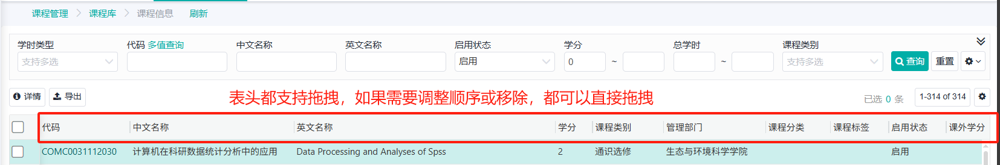 课程管理 课程库 课程信息 刷新
学时类型 代码 多值查询 中文名称 英文名称 启用状态 学分 总学时 课程类别
支持多选 启用 0 ~ ~ 支持多选 查询 重置
详情 导出 表头都支持拖拽，如果需要调整顺序或移除，都可以直接拖拽 已选 0 条 1-314 of 314
代码 中文名称 英文名称 学分 课程类别 管理部门 课程分类 课程标签 启用状态 课外学分
COMC0031112030 计算机在科研数据统计分析中的应用 Data Processing and Analyses of Spss 2 通识选修 生态与环境科学学院 启用